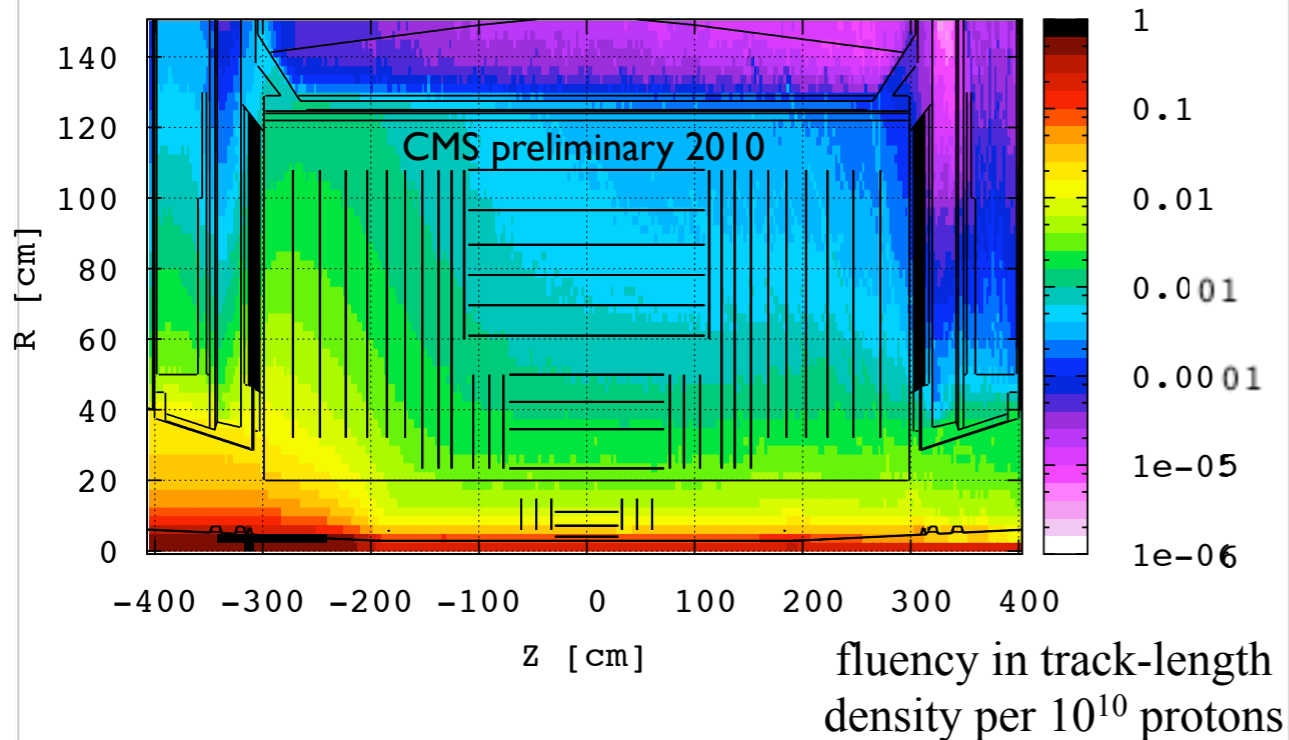 140
120
100
80
60
40
20
0
R [cm]
CMS preliminary 2010
-400 -300 -200 -100 0 100 200 300 400
Z [cm]
1
0.1
0.01
0.001
0.0001
1e-05
1e-06
fluency in track-length
density per 10¹⁰ protons